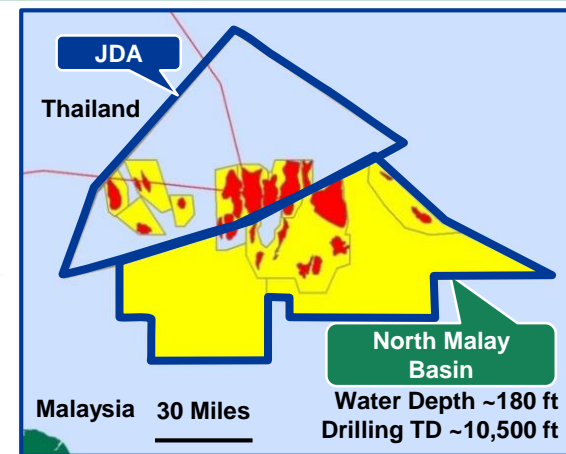 JDA
Thailand
North Malay
Basin
Malaysia 30 Miles
Water Depth ~180 ft
Drilling TD ~10,500 ft